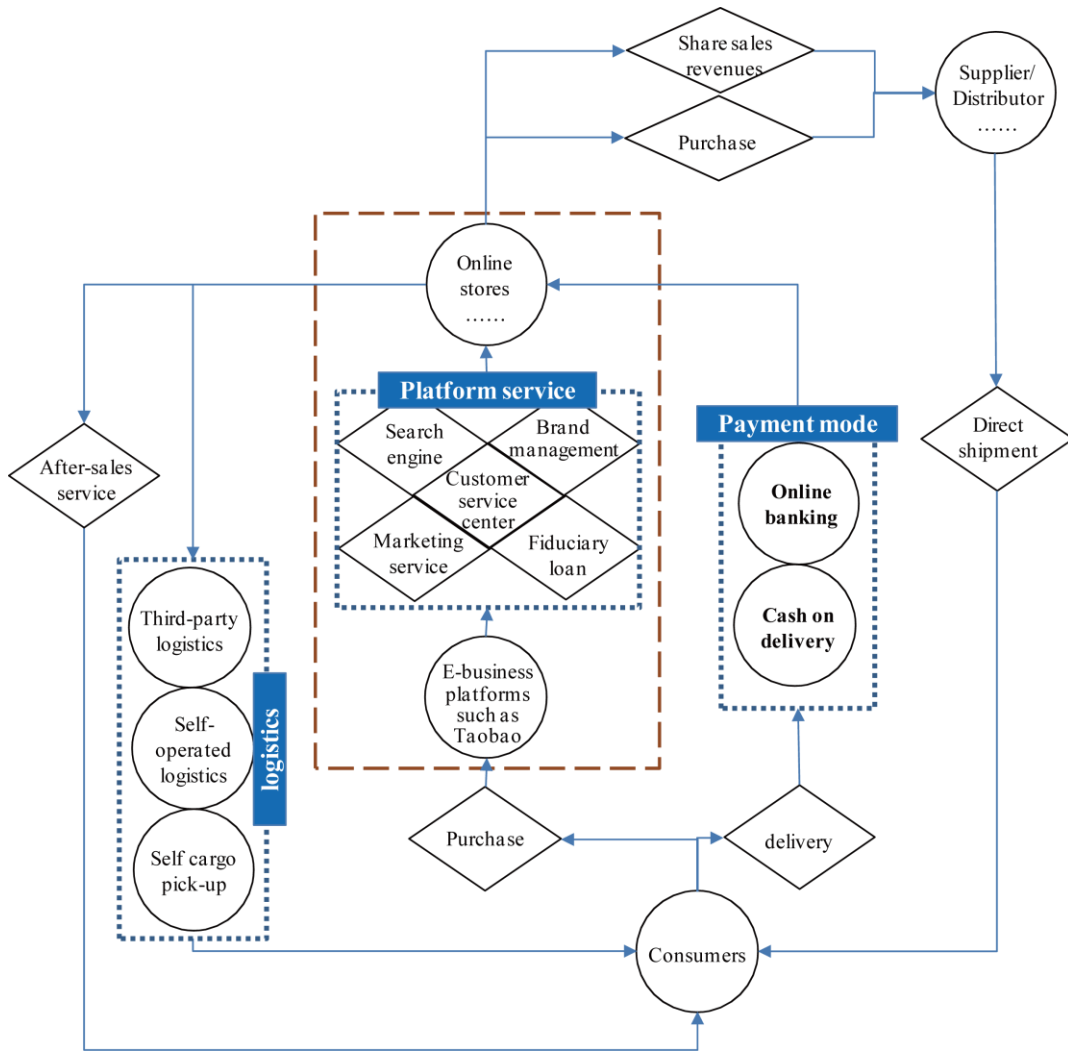 Share sales
revenues
Supplier/
Distributor
……
Purchase
Online
stores
……
Platform service
Search
engine
Brand
management
Customer
service
center
Marketing
service
Fiduciary
loan
Payment mode
Online
banking
Cash on
delivery
Direct
shipment
After-sales
service
Third-party
logistics
Self-
operated
logistics
Self cargo
pick-up
logistics
E-business
platforms
such as
Taobao
Purchase
delivery
Consumers